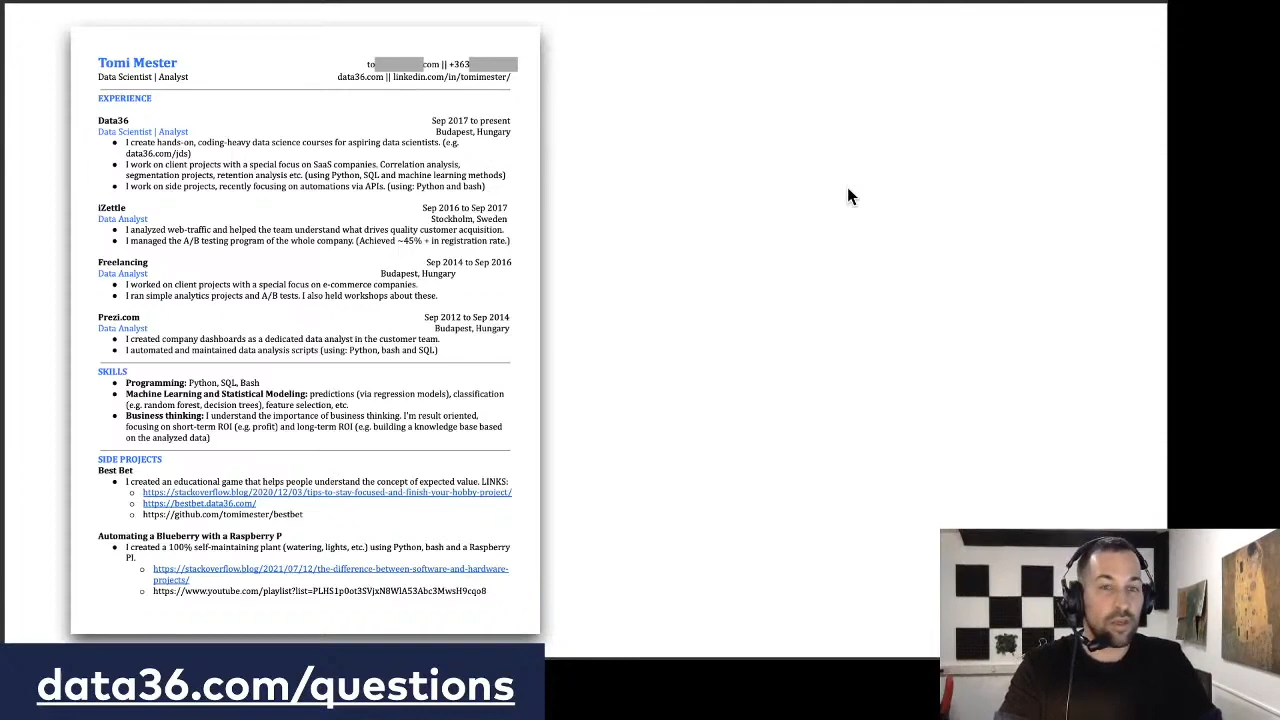 Tomi Mester
to com || +363
Data Scientist | Analyst
data36.com || linkedin.com/in/tomimester/
EXPERIENCE
Data36
Sep 2017 to present
Data Scientist | Analyst
Budapest, Hungary
● I create hands-on, coding-heavy data science courses for aspiring data scientists. (e.g.
data36.com/jds)
● I work on client projects with a special focus on SaaS companies. Correlation analysis,
segmentation projects, retention analysis etc. (using Python, SQL and machine learning methods)
● I work on side projects, recently focusing on automations via APIs. (using: Python and bash)
iZettle
Sep 2016 to Sep 2017
Data Analyst
Stockholm, Sweden
● I analyzed web-traffic and helped the team understand what drives quality customer acquisition.
● I managed the A/B testing program of the whole company. (Achieved ~45% + in registration rate.)
Freelancing
Sep 2014 to Sep 2016
Data Analyst
Budapest, Hungary
● I worked on client projects with a special focus on e-commerce companies.
● I ran simple analytics projects and A/B tests. I also held workshops about these.
Prezi.com
Sep 2012 to Sep 2014
Data Analyst
Budapest, Hungary
● I created company dashboards as a dedicated data analyst in the customer team.
● I automated and maintained data analysis scripts (using: Python, bash and SQL)
SKILLS
● Programming: Python, SQL, Bash
● Machine Learning and Statistical Modeling: predictions (via regression models), classification
(e.g. random forest, decision trees), feature selection, etc.
● Business thinking: I understand the importance of business thinking. I'm result oriented,
focusing on short-term ROI (e.g. profit) and long-term ROI (e.g. building a knowledge base based
on the analyzed data)
SIDE PROJECTS
Best Bet
● I created an educational game that helps people understand the concept of expected value. LINKS:
○ https://stackoverflow.blog/2020/12/03/tips-to-stay-focused-and-finish-your-hobby-project/
○ https://bestbet.data36.com/
○ https://github.com/tomimester/bestbet
Automating a Blueberry with a Raspberry P
● I created a 100% self-maintaining plant (watering, lights, etc.) using Python, bash and a Raspberry
PI.
○ https://stackoverflow.blog/2021/07/12/the-difference-between-software-and-hardware-
projects/
○ https://www.youtube.com/playlist?list=PLHS1p0ot3SVjxN8WlA53Abc3MwsH9cqo8
data36.com/questions